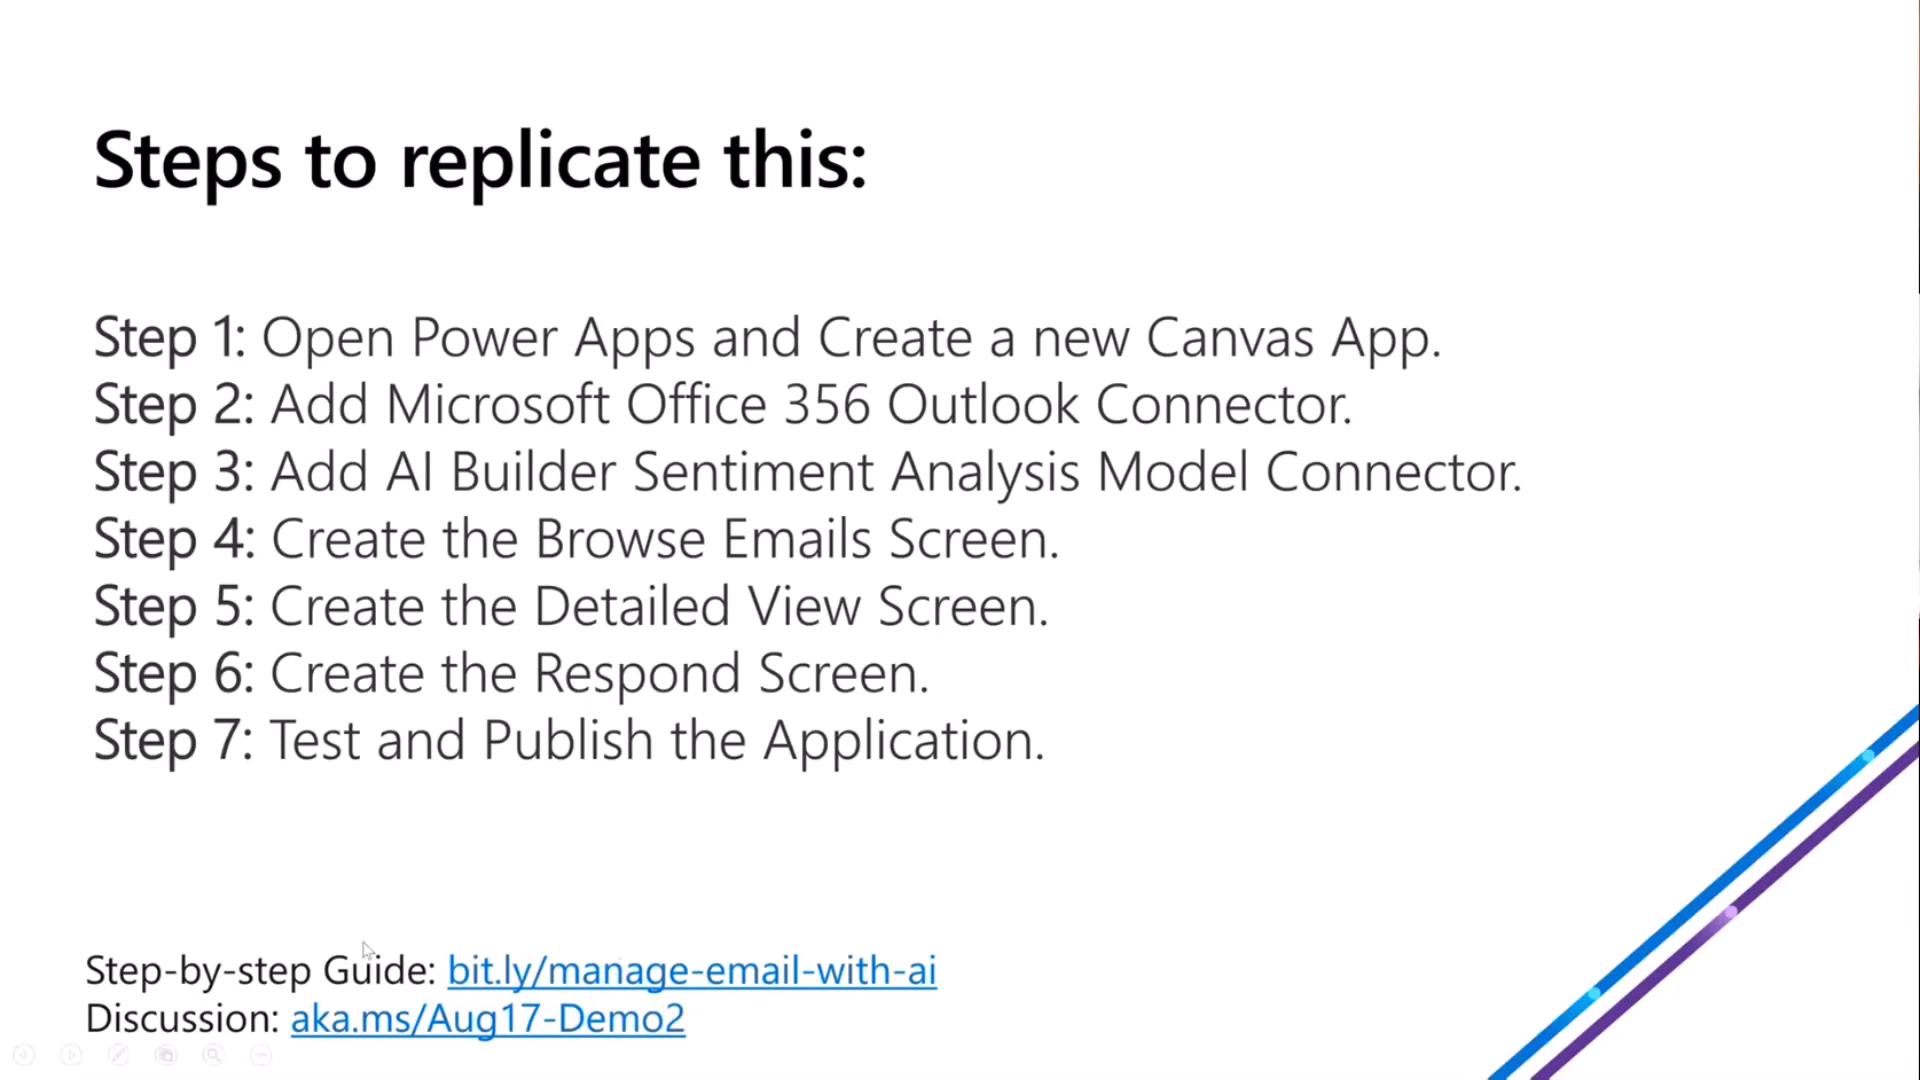 Steps to replicate this:
Step 1: Open Power Apps and Create a new Canvas App.
Step 2: Add Microsoft Office 356 Outlook Connector.
Step 3: Add AI Builder Sentiment Analysis Model Connector.
Step 4: Create the Browse Emails Screen.
Step 5: Create the Detailed View Screen.
Step 6: Create the Respond Screen.
Step 7: Test and Publish the Application.
Step-by-step Guide: bit.ly/manage-email-with-ai
Discussion: aka.ms/Aug17-Demo2